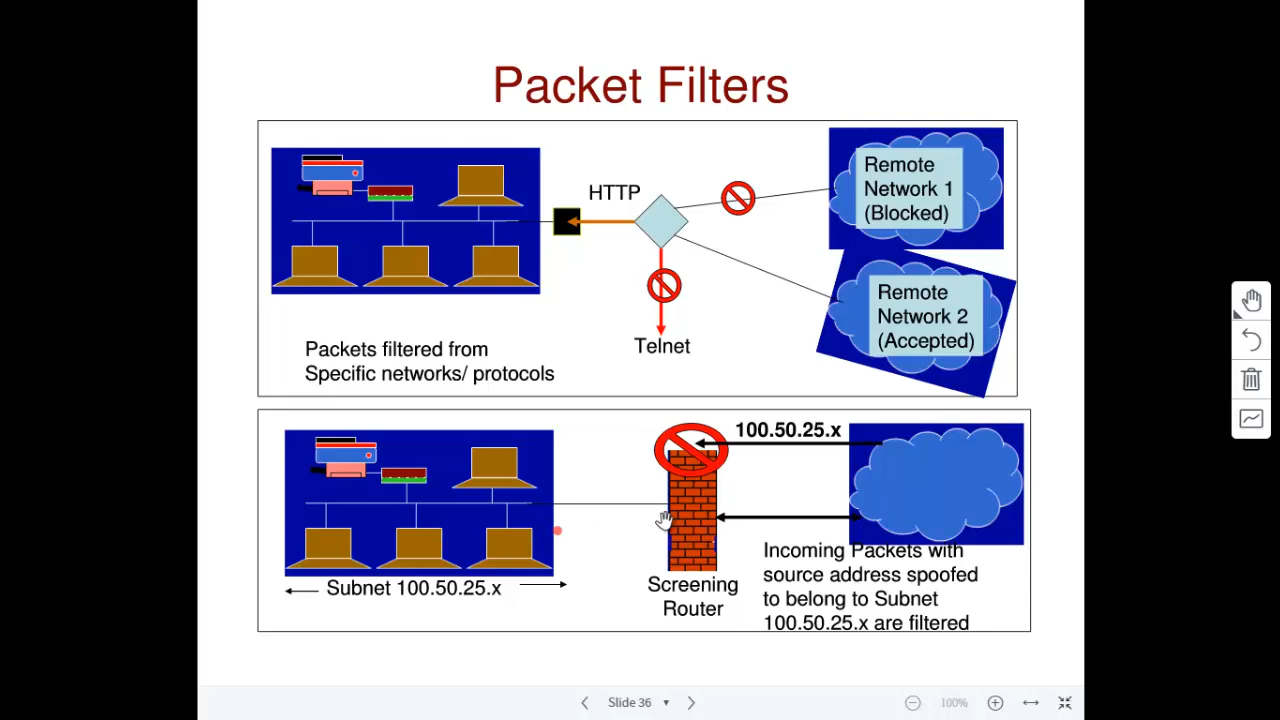 Packet Filters
HTTP
Remote
Network 1
(Blocked)
Remote
Network 2
(Accepted)
Telnet
Packets filtered from
Specific networks/ protocols
100.50.25.x
Subnet 100.50.25.x
Screening
Router
Incoming Packets with
source address spoofed
to belong to Subnet
100.50.25.x are filtered
Slide 36
100%